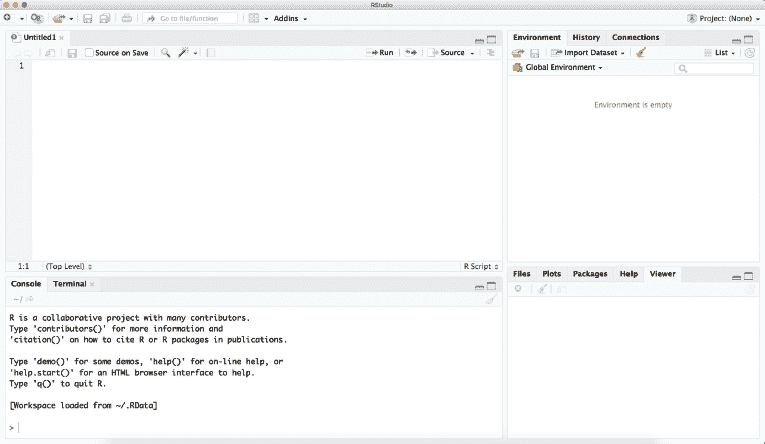 RStudio
Go to file/function Addins Project: (None)
Untitled1
Source on Save Run Source
1
1:1 (Top Level) R Script
Console Terminal
~/
R is a collaborative project with many contributors.
Type 'contributors()' for more information and
'citation()' on how to cite R or R packages in publications.
Type 'demo()' for some demos, 'help()' for on-line help, or
'help.start()' for an HTML browser interface to help.
Type 'q()' to quit R.
[Workspace loaded from ~/.RData]
>
Environment History Connections
Import Dataset List
Global Environment
Environment is empty
Files Plots Packages Help Viewer